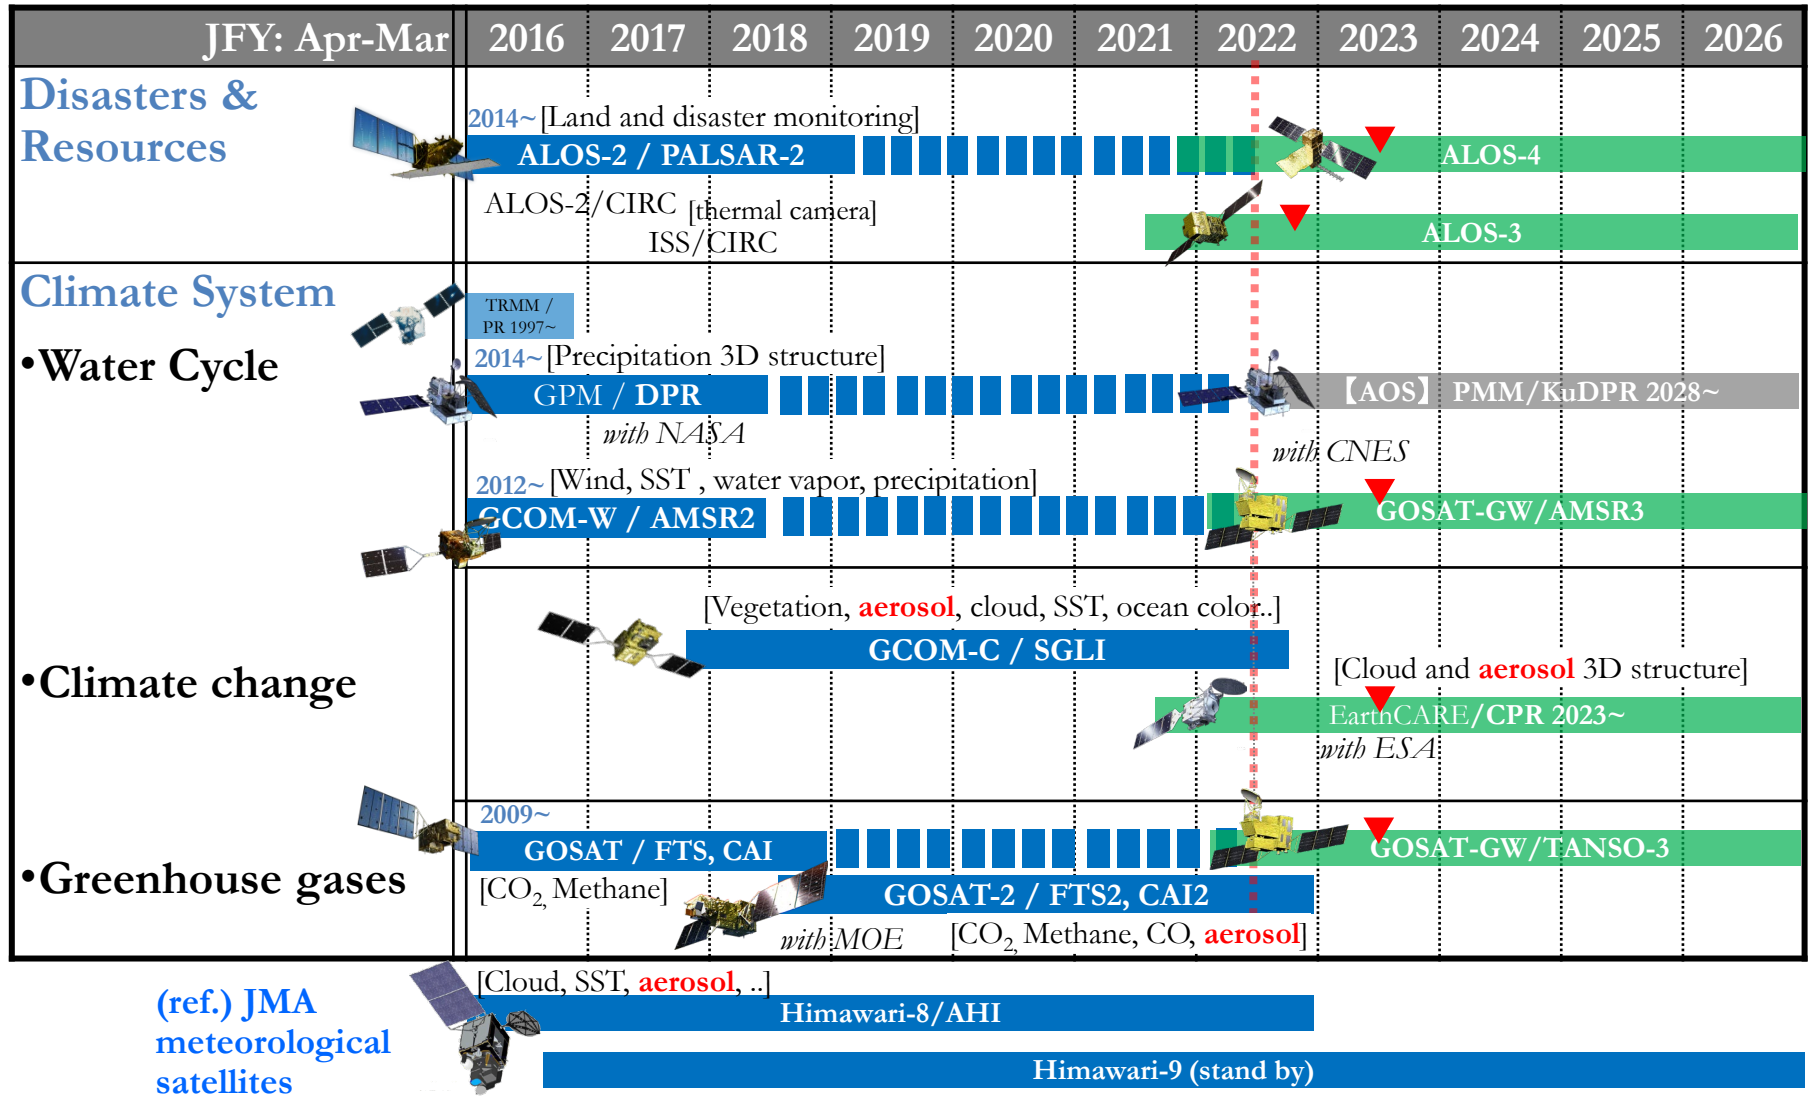 JFY: Apr-Mar 2016 2017 2018 2019 2020 2021 2022 2023 2024 2025 2026
Disasters &
Resources
2014~ [Land and disaster monitoring]
ALOS-2 / PALSAR-2
ALOS-4
ALOS-2/CIRC [thermal camera]
ISS/CIRC
ALOS-3
Climate System
TRMM /
PR 1997~
•Water Cycle
2014~ [Precipitation 3D structure]
GPM / DPR
【AOS】 PMM/KuDPR 2028~
with NASA
with CNES
2012~ [Wind, SST , water vapor, precipitation]
GCOM-W / AMSR2
GOSAT-GW/AMSR3
[Vegetation, aerosol, cloud, SST, ocean color..]
GCOM-C / SGLI
•Climate change
[Cloud and aerosol 3D structure]
EarthCARE/CPR 2023~
with ESA
2009~
GOSAT / FTS, CAI
GOSAT-GW/TANSO-3
•Greenhouse gases
[CO2, Methane]
GOSAT-2 / FTS2, CAI2
with MOE
[CO2, Methane, CO, aerosol]
(ref.) JMA
meteorological
satellites
[Cloud, SST, aerosol, ..]
Himawari-8/AHI
Himawari-9 (stand by)